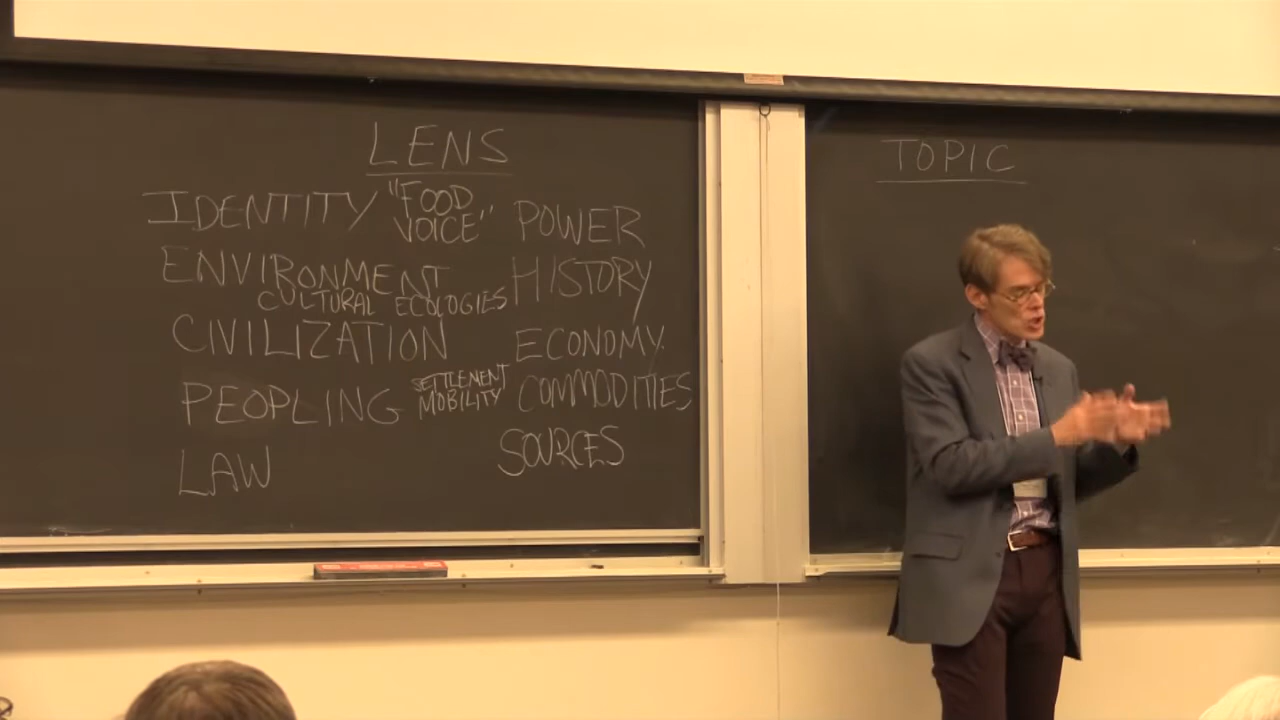 LENS
IDENTITY "FOOD VOICE" POWER
ENVIRONMENT HISTORY
CULTURAL ECOLOGIES
CIVILIZATION ECONOMY
PEOPLING SETTLEMENT MOBILITY COMMODITIES
LAW SOURCES
TOPIC